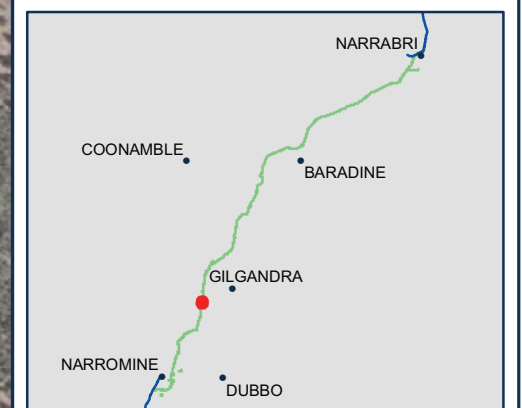 NARRABRI
COONAMBLE
BARADINE
GILGANDRA
NARROMINE
DUBBO